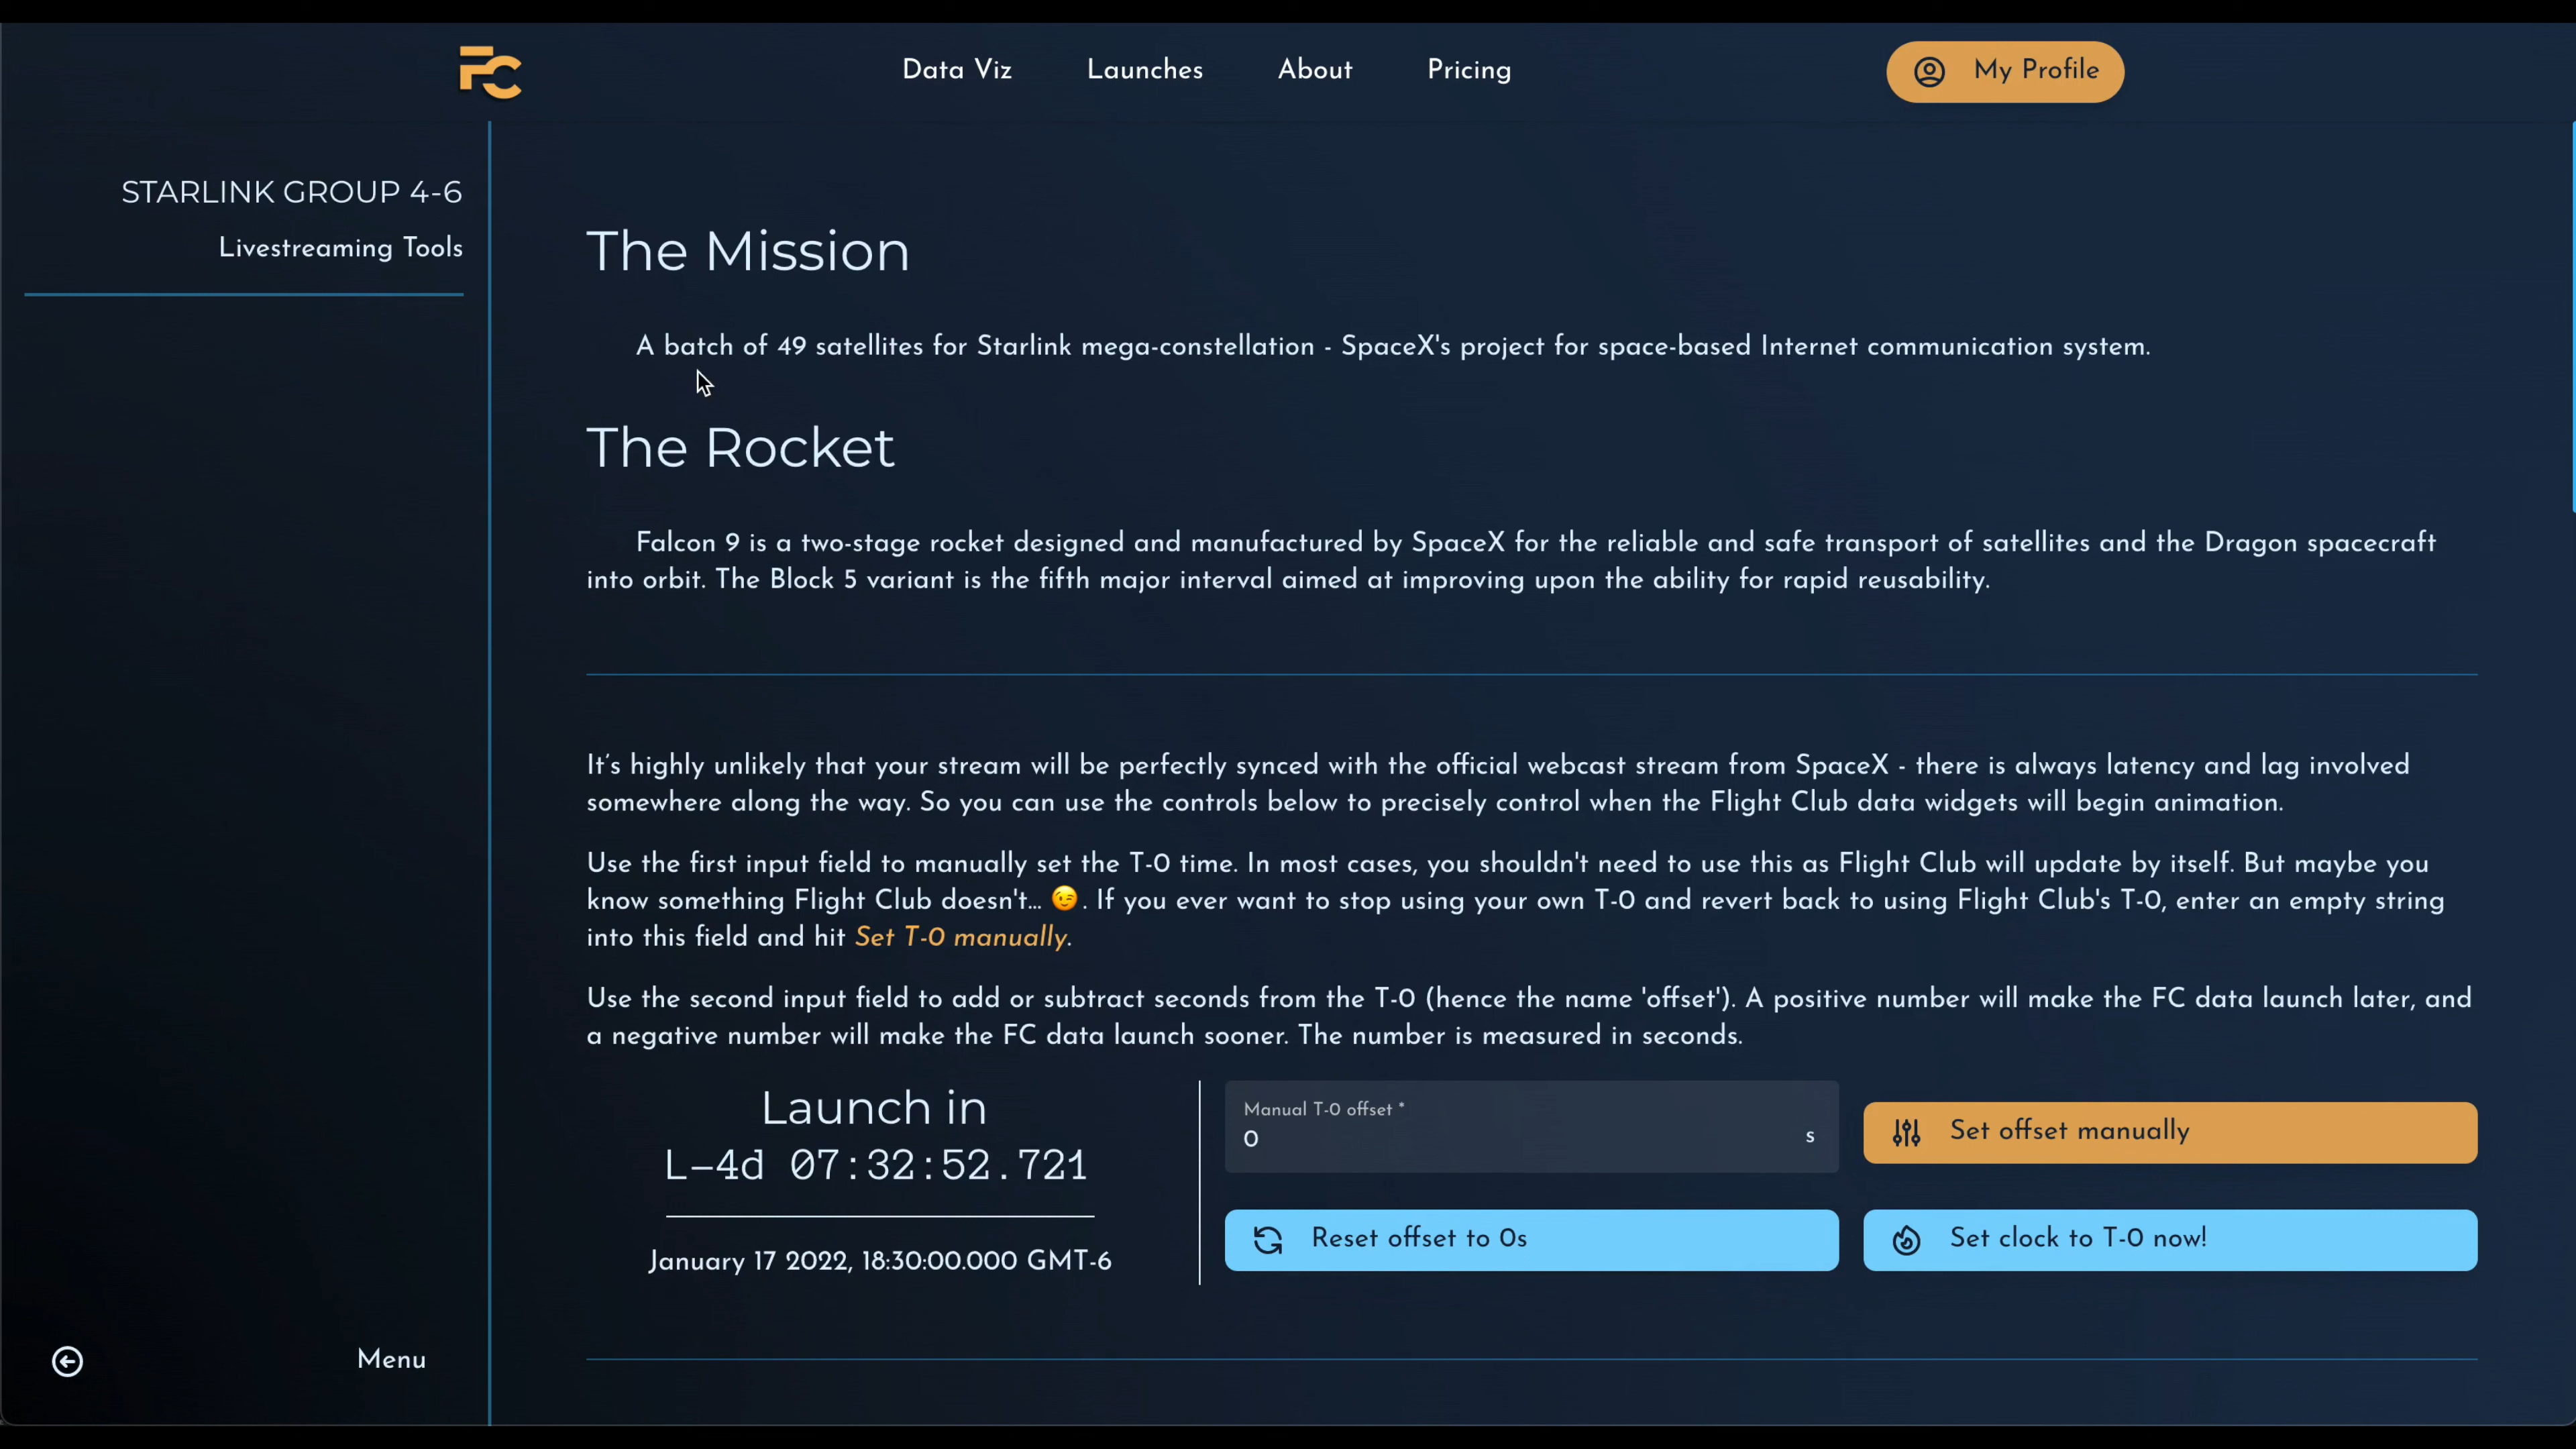 FC
Data Viz
Launches
About
Pricing
My Profile
STARLINK GROUP 4-6
Livestreaming Tools
The Mission
A batch of 49 satellites for Starlink mega-constellation - SpaceX's project for space-based Internet communication system.
The Rocket
Falcon 9 is a two-stage rocket designed and manufactured by SpaceX for the reliable and safe transport of satellites and the Dragon spacecraft
into orbit. The Block 5 variant is the fifth major interval aimed at improving upon the ability for rapid reusability.
It's highly unlikely that your stream will be perfectly synced with the official webcast stream from SpaceX - there is always latency and lag involved
somewhere along the way. So you can use the controls below to precisely control when the Flight Club data widgets will begin animation.
Use the first input field to manually set the T-0 time. In most cases, you shouldn't need to use this as Flight Club will update by itself. But maybe you
know something Flight Club doesn't... 😉. If you ever want to stop using your own T-0 and revert back to using Flight Club's T-0, enter an empty string
into this field and hit Set T-0 manually.
Use the second input field to add or subtract seconds from the T-0 (hence the name 'offset'). A positive number will make the FC data launch later, and
a negative number will make the FC data launch sooner. The number is measured in seconds.
Launch in
L-4d 07:32:52.721
January 17 2022, 18:30:00.000 GMT-6
Manual T-0 offset *
0
s
Set offset manually
Reset offset to 0s
Set clock to T-0 now!
Menu